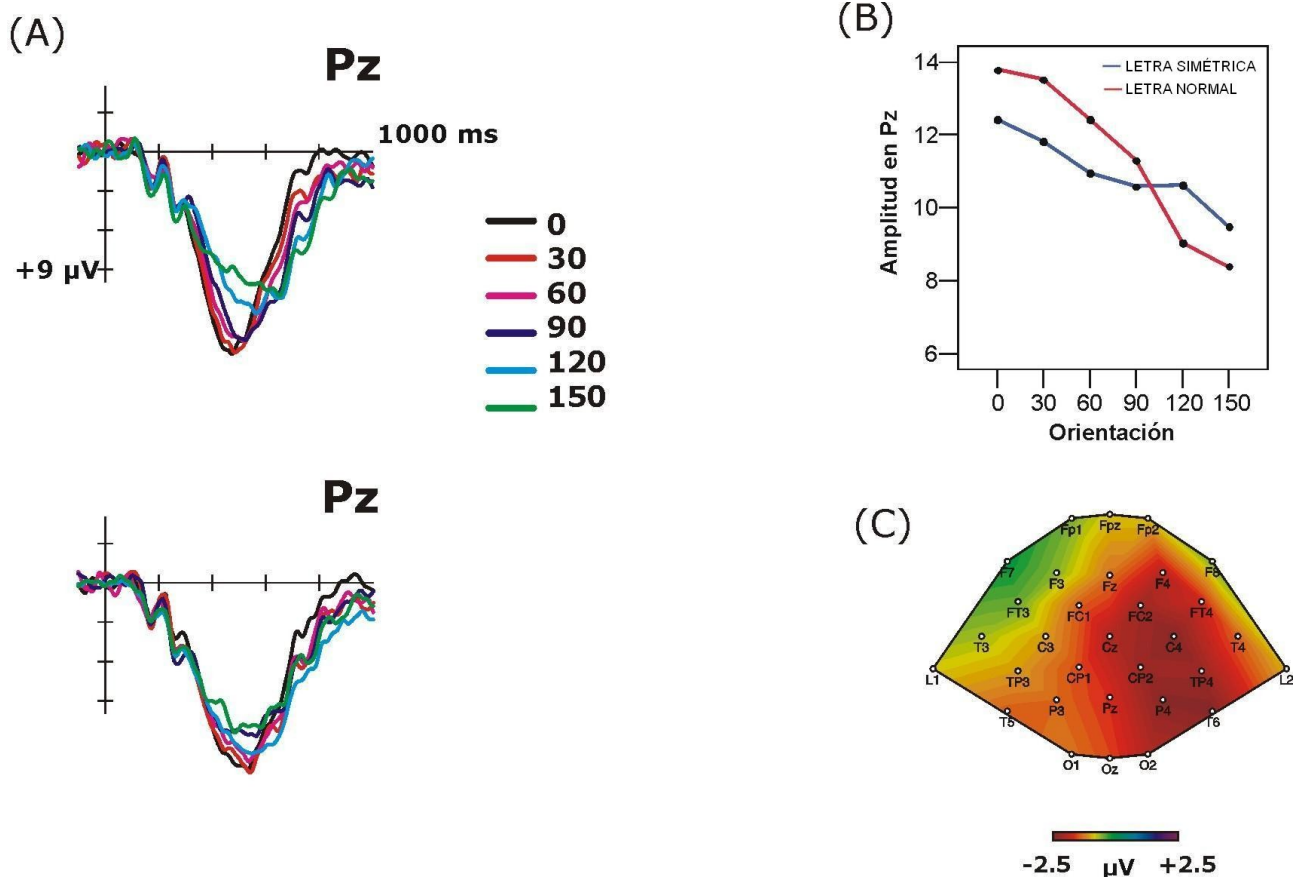 (A)
Pz
1000 ms
+9 µV
0
30
60
90
120
150
Pz
(B)
14
12
10
8
6
Amplitud en Pz
LETRA SIMÉTRICA
LETRA NORMAL
0 30 60 90 120 150
Orientación
(C)
Fp1 Fpz Fp2
F7 F3 Fz F4 F8
FT3 FC1 FC2 FT4
T3 C3 Cz C4 T4
L1 TP3 CP1 CP2 TP4 L2
T5 P3 Pz P4 T6
O1 Oz O2
-2.5 µV +2.5